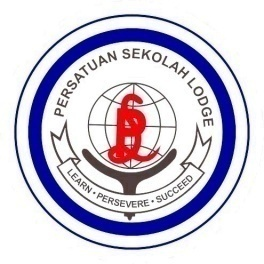 PERSATUAN SEKOLAH LODGE
LEARN · PERSEVERE · SUCCEED